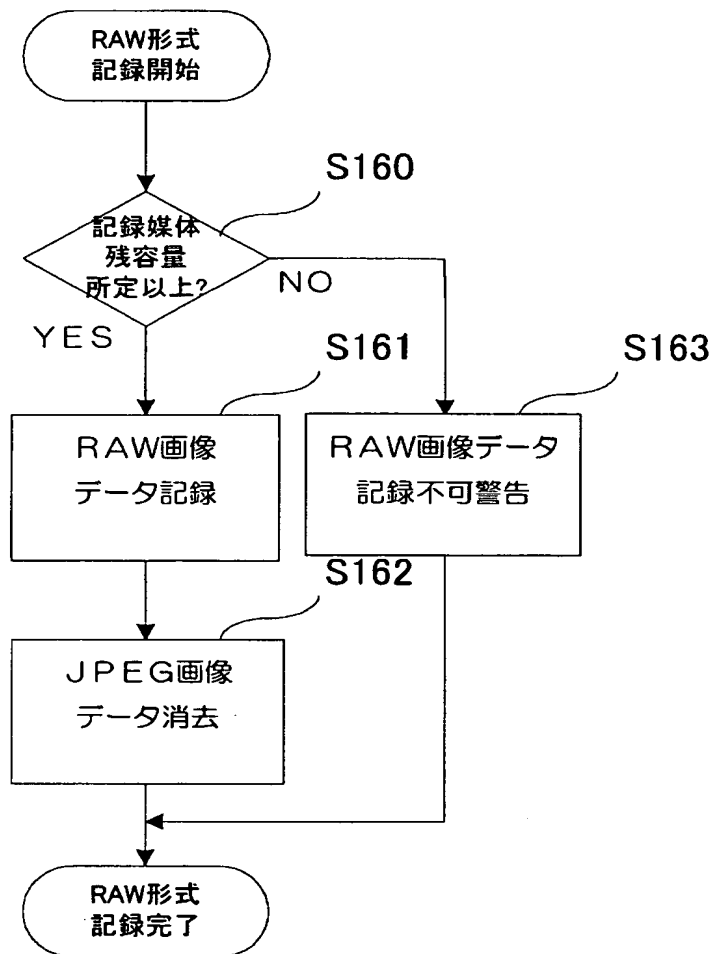 RAW形式
記録開始
S160
記録媒体
残容量
所定以上?
NO
YES
S161
S163
RAW画像
データ記録
RAW画像データ
記録不可警告
S162
JPEG画像
データ消去
RAW形式
記録完了